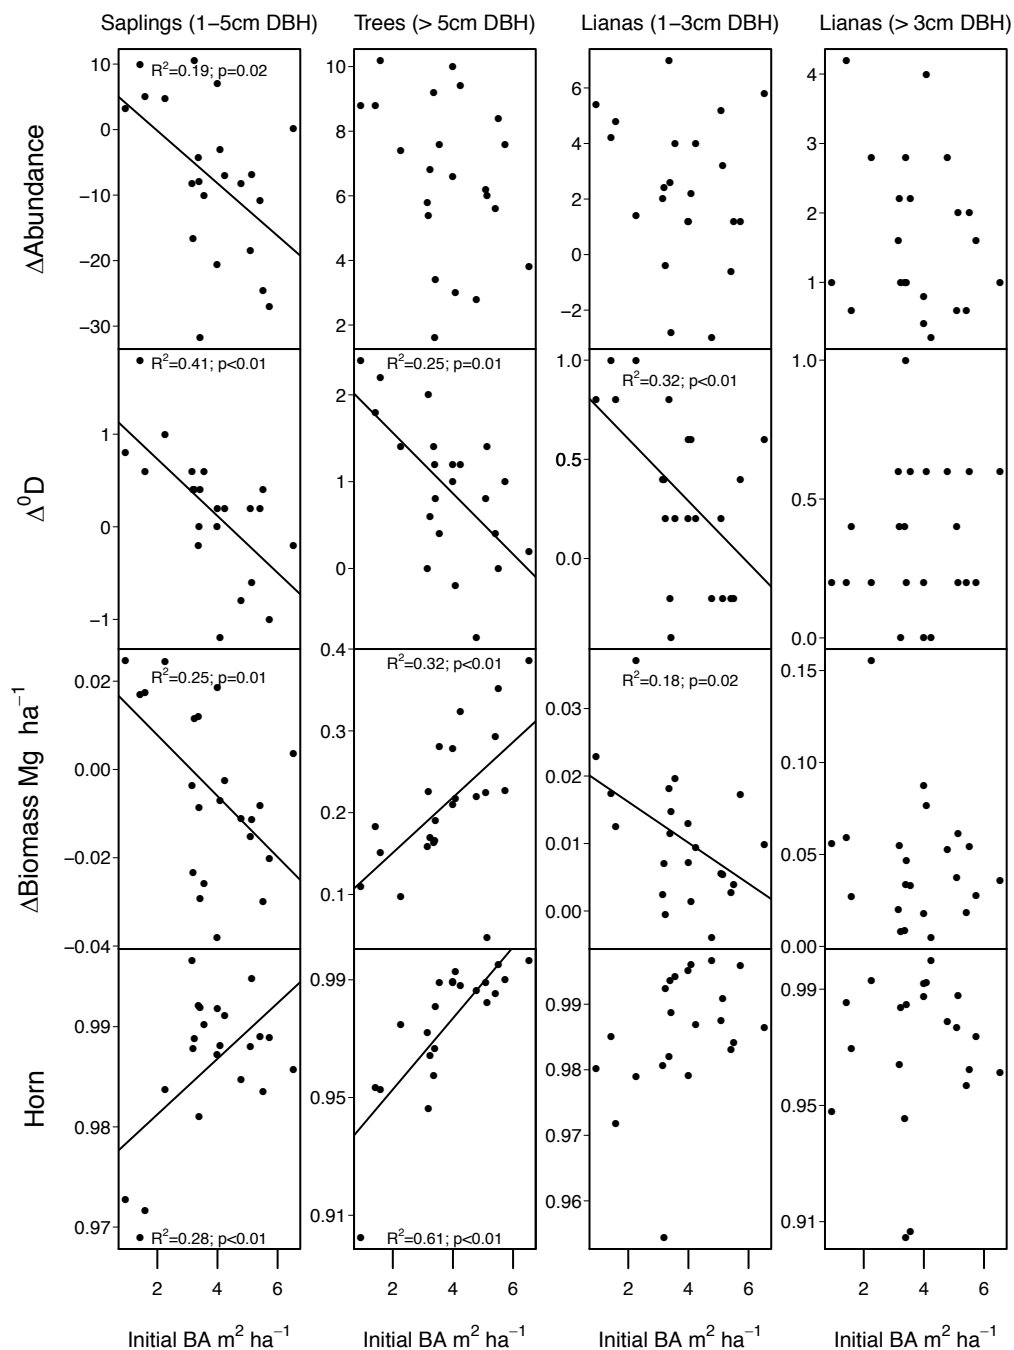 Saplings (1−5cm DBH) Trees (> 5cm DBH) Lianas (1−3cm DBH) Lianas (> 3cm DBH)
ΔAbundance
10 0 −10 −20 −30
R²=0.19; p=0.02
10 8 6 4 2
6 4 2 0 −2
4 3 2 1
Δ⁰D
1 0 −1
R²=0.41; p<0.01
2 1 0
R²=0.25; p=0.01
1.0 0.5 0.0
R²=0.32; p<0.01
1.0 0.5 0.0
ΔBiomass Mg ha⁻¹
0.02 0.00 −0.02 −0.04
R²=0.25; p=0.01
0.4 0.3 0.2 0.1
R²=0.32; p<0.01
0.03 0.02 0.01 0.00
R²=0.18; p=0.02
0.15 0.10 0.05 0.00
Horn
0.99 0.98 0.97
R²=0.28; p<0.01
0.99 0.95 0.91
R²=0.61; p<0.01
0.99 0.98 0.97 0.96
0.99 0.95 0.91
2 4 6 2 4 6 2 4 6 2 4 6
Initial BA m² ha⁻¹ Initial BA m² ha⁻¹ Initial BA m² ha⁻¹ Initial BA m² ha⁻¹